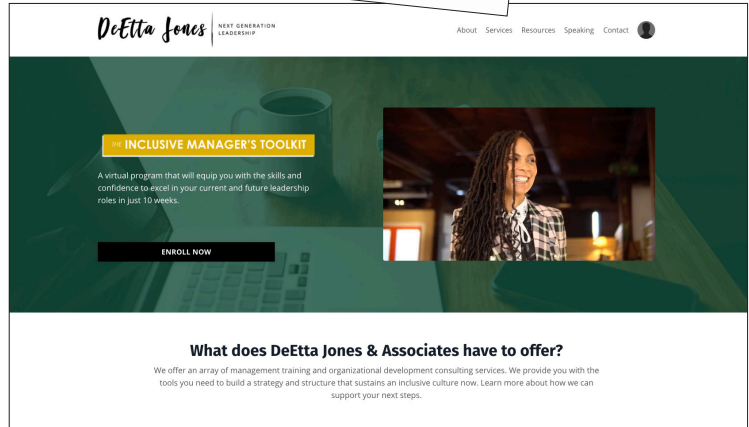 DeEtta Jones
NEXT GENERATION
LEADERSHIP
About Services Resources Speaking Contact
THE INCLUSIVE MANAGER'S TOOLKIT
A virtual program that will equip you with the skills and
confidence to excel in your current and future leadership
roles in just 10 weeks.
ENROLL NOW
What does DeEtta Jones & Associates have to offer?
We offer an array of management training and organizational development consulting services. We provide you with the
tools you need to build a strategy and structure that sustains an inclusive culture now. Learn more about how we can
support your next steps.